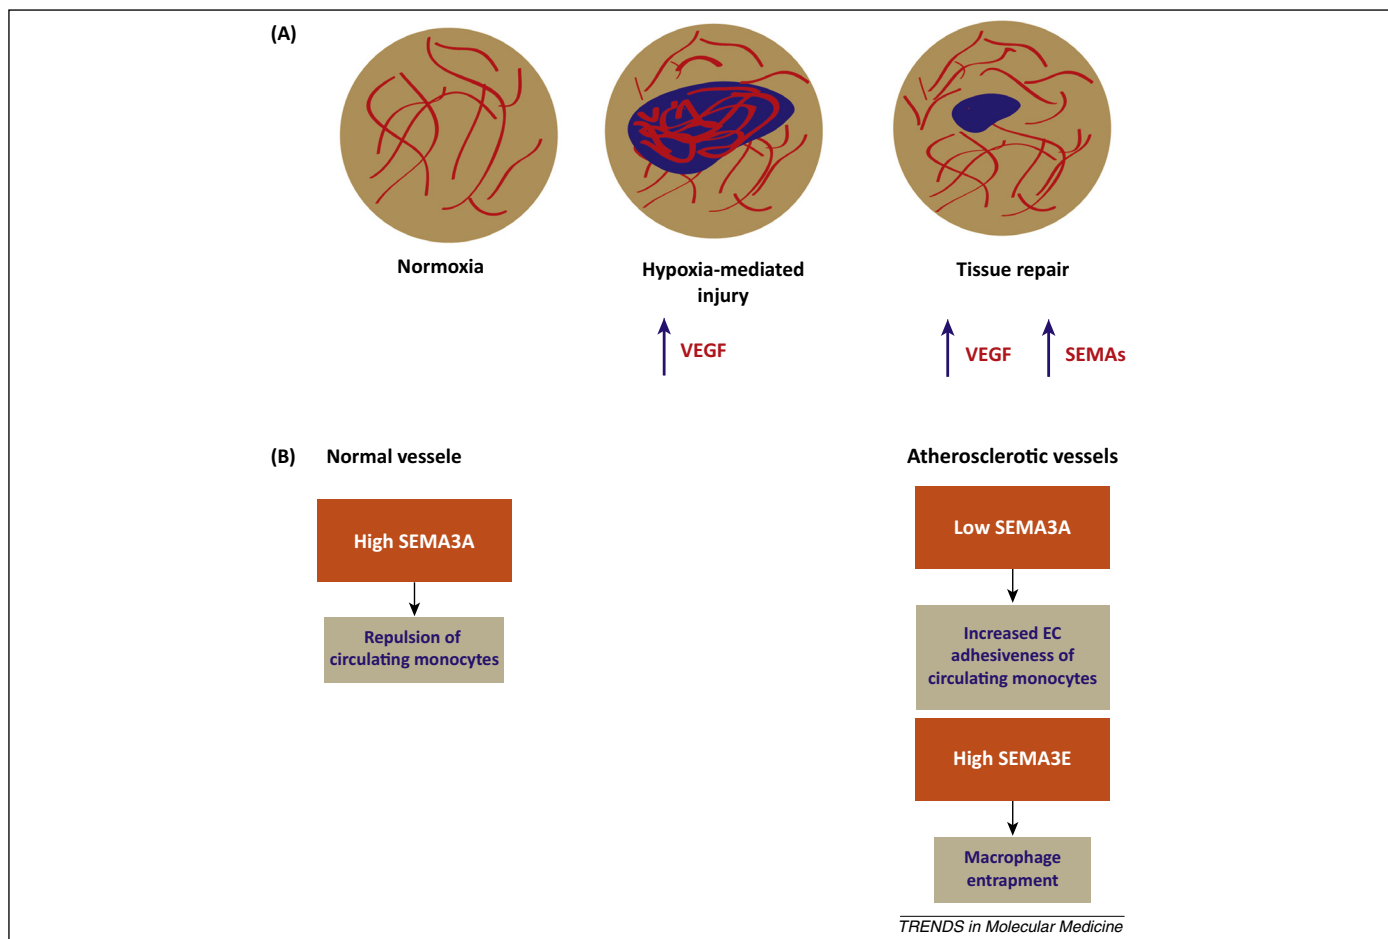 (A)
Normoxia
Hypoxia-mediated
injury
Tissue repair
VEGF
VEGF
SEMAs
(B)
Normal vessele
Atherosclerotic vessels
High SEMA3A
Repulsion of
circulating monocytes
Low SEMA3A
Increased EC
adhesiveness of
circulating monocytes
High SEMA3E
Macrophage
entrapment
TRENDS in Molecular Medicine